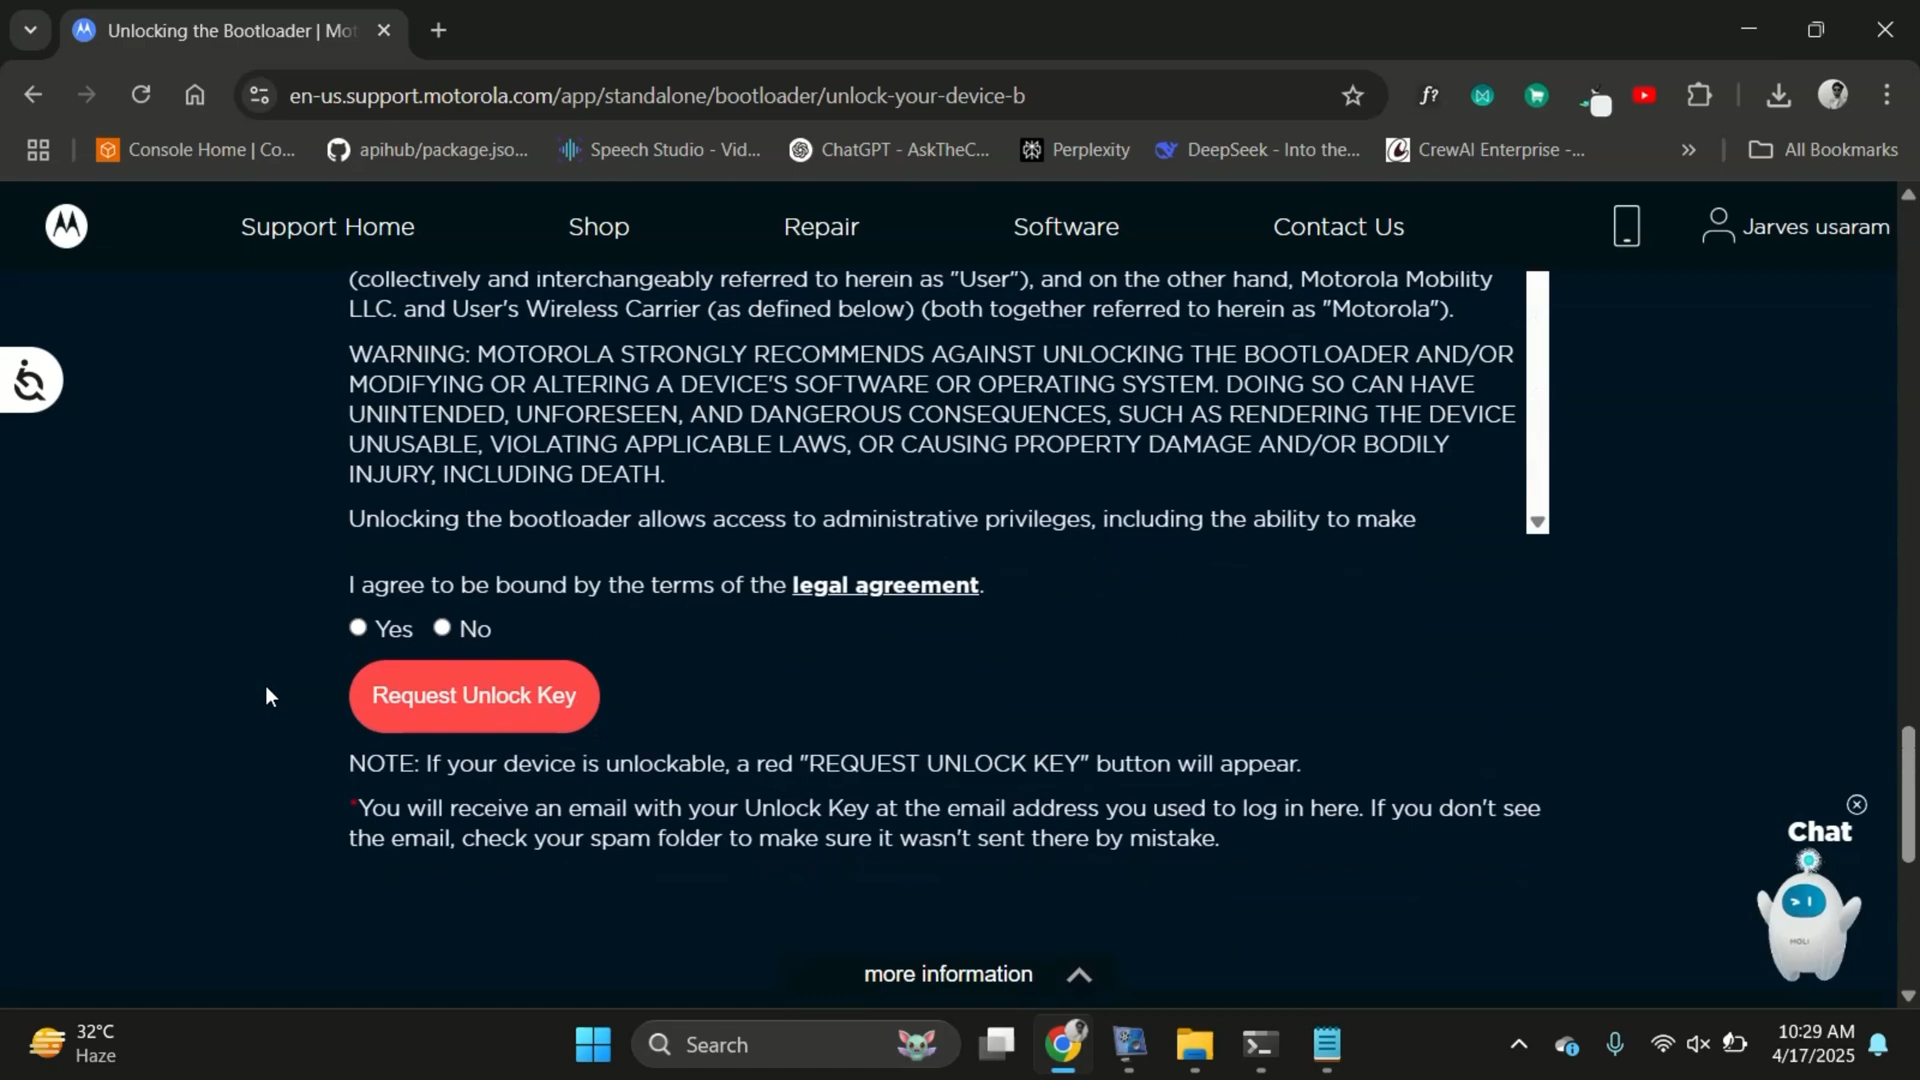 Unlocking the Bootloader | Mot
en-us.support.motorola.com/app/standalone/bootloader/unlock-your-device-b
f?
Console Home | Co...
apihub/package.jso...
Speech Studio - Vid...
ChatGPT - AskTheC...
Perplexity
DeepSeek - Into the...
CrewAI Enterprise -...
All Bookmarks
Support Home
Shop
Repair
Software
Contact Us
Jarves usaram
(collectively and interchangeably referred to herein as "User"), and on the other hand, Motorola Mobility
LLC. and User's Wireless Carrier (as defined below) (both together referred to herein as "Motorola").
WARNING: MOTOROLA STRONGLY RECOMMENDS AGAINST UNLOCKING THE BOOTLOADER AND/OR
MODIFYING OR ALTERING A DEVICE'S SOFTWARE OR OPERATING SYSTEM. DOING SO CAN HAVE
UNINTENDED, UNFORESEEN, AND DANGEROUS CONSEQUENCES, SUCH AS RENDERING THE DEVICE
UNUSABLE, VIOLATING APPLICABLE LAWS, OR CAUSING PROPERTY DAMAGE AND/OR BODILY
INJURY, INCLUDING DEATH.
Unlocking the bootloader allows access to administrative privileges, including the ability to make
I agree to be bound by the terms of the legal agreement.
Yes No
Request Unlock Key
NOTE: If your device is unlockable, a red "REQUEST UNLOCK KEY" button will appear.
*You will receive an email with your Unlock Key at the email address you used to log in here. If you don't see
the email, check your spam folder to make sure it wasn't sent there by mistake.
Chat
MOLI
more information
32°C
Haze
Search
10:29 AM
4/17/2025